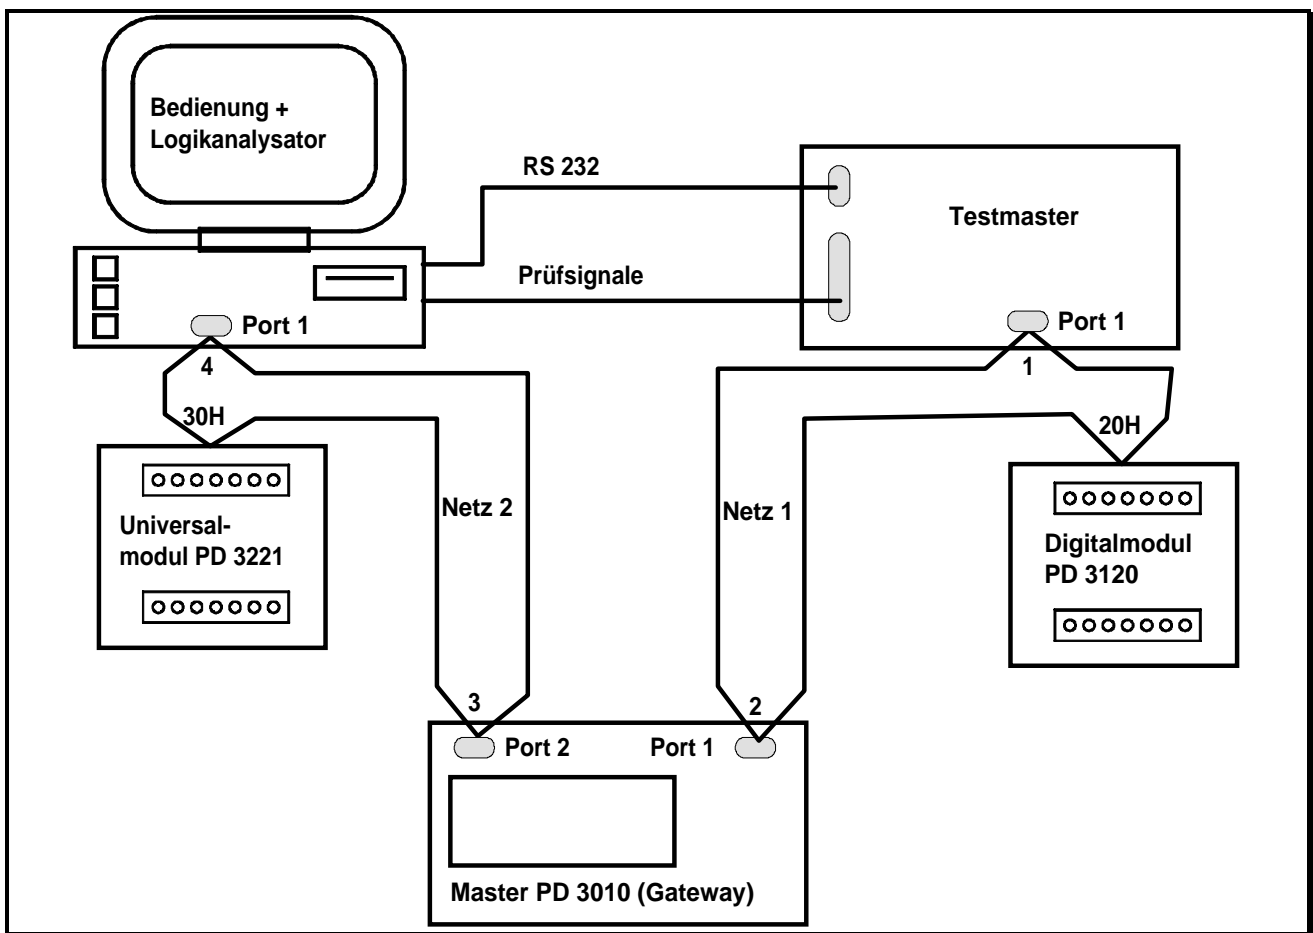 Bedienung +
Logikanalysator
RS 232
Testmaster
Prüfsignale
Port 1
Port 1
4
1
30H
20H
Universal-
modul PD 3221
Netz 2
Netz 1
Digitalmodul
PD 3120
3
2
Port 2
Port 1
Master PD 3010 (Gateway)